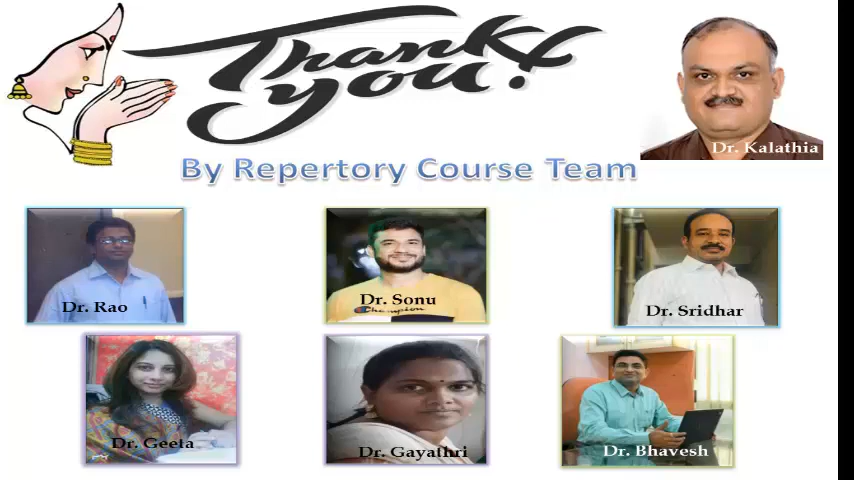 Thank
you!
Dr. Kalathia
By Repertory Course Team
Dr. Rao
Dr. Sonu
Champion
Dr. Sridhar
Dr. Geeta
Dr. Gayathri
Dr. Bhavesh